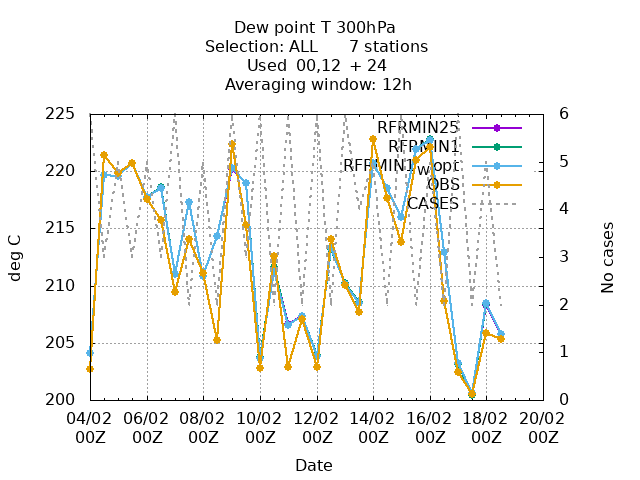 Dew point T 300hPa
Selection: ALL 7 stations
Used 00,12 + 24
Averaging window: 12h
225
220
215
210
205
200
deg C
6
5
4
3
2
1
0
No cases
RFRMIN25
RFRMIN1
RFRMIN1wopt
OBS
CASES
04/02 06/02 08/02 10/02 12/02 14/02 16/02 18/02 20/02
00Z 00Z 00Z 00Z 00Z 00Z 00Z 00Z 00Z
Date